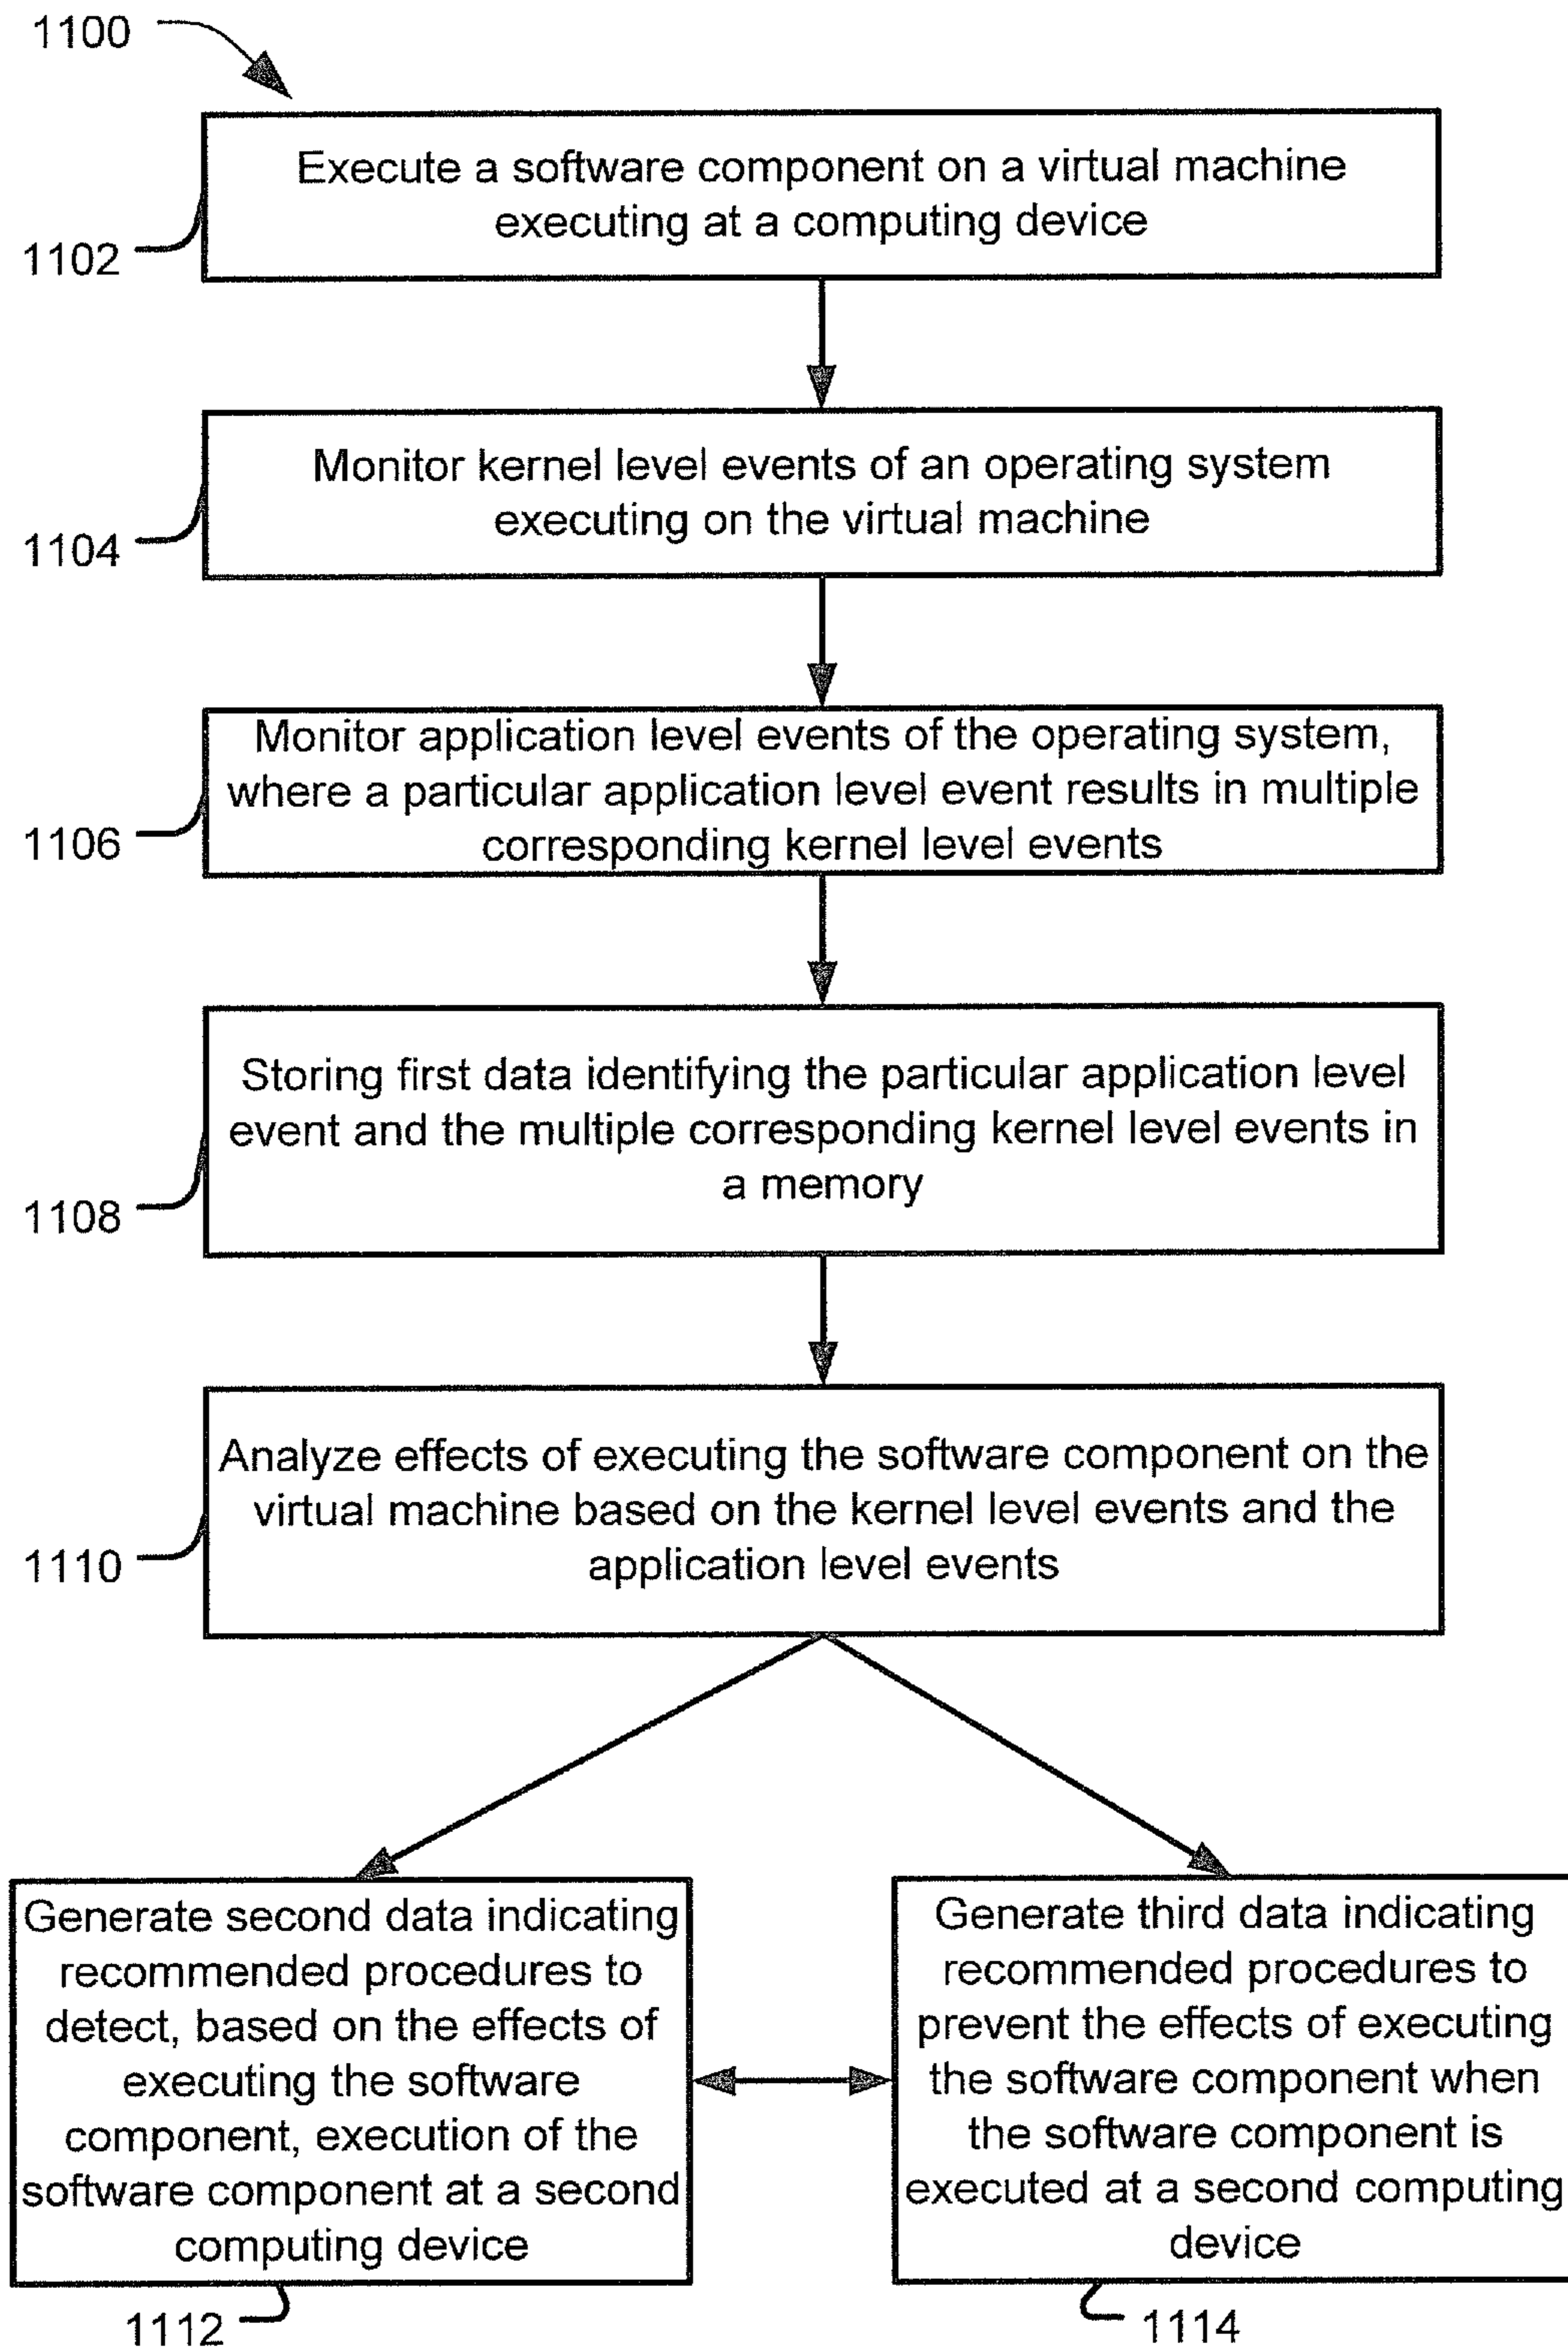 1100
Execute a software component on a virtual machine
executing at a computing device
1102
Monitor kernel level events of an operating system
executing on the virtual machine
1104
Monitor application level events of the operating system,
where a particular application level event results in multiple
corresponding kernel level events
1106
Storing first data identifying the particular application level
event and the multiple corresponding kernel level events in
a memory
1108
Analyze effects of executing the software component on the
virtual machine based on the kernel level events and the
application level events
1110
Generate second data indicating
recommended procedures to
detect, based on the effects of
executing the software
component, execution of the
software component at a second
computing device
1112
Generate third data indicating
recommended procedures to
prevent the effects of executing
the software component when
the software component is
executed at a second computing
device
1114